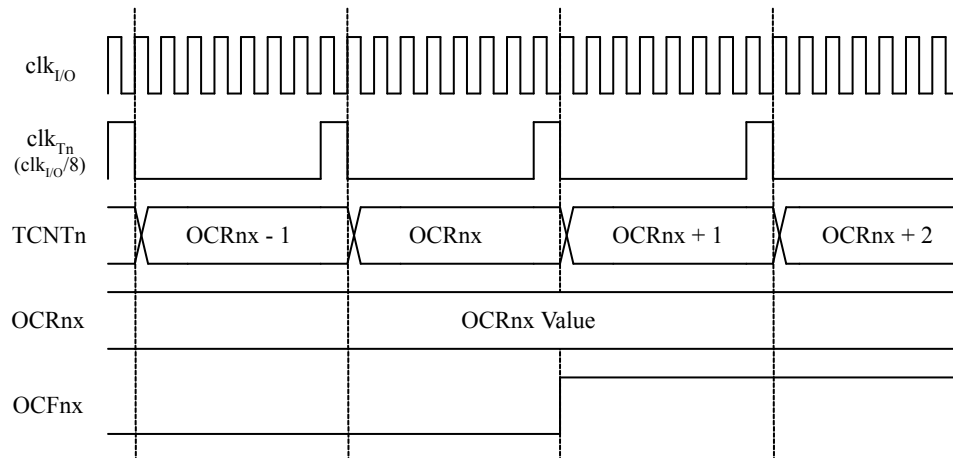 clkI/O
clkTn
(clkI/O/8)
TCNTn OCRnx - 1 OCRnx OCRnx + 1 OCRnx + 2
OCRnx OCRnx Value
OCFnx